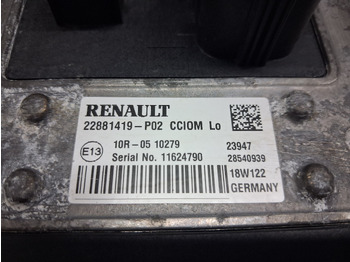 RENAULT
22881419-P02 CCIOM Lo
E13
10R-05 10279
23947
Serial No. 11624790
28540939
18W122
GERMANY